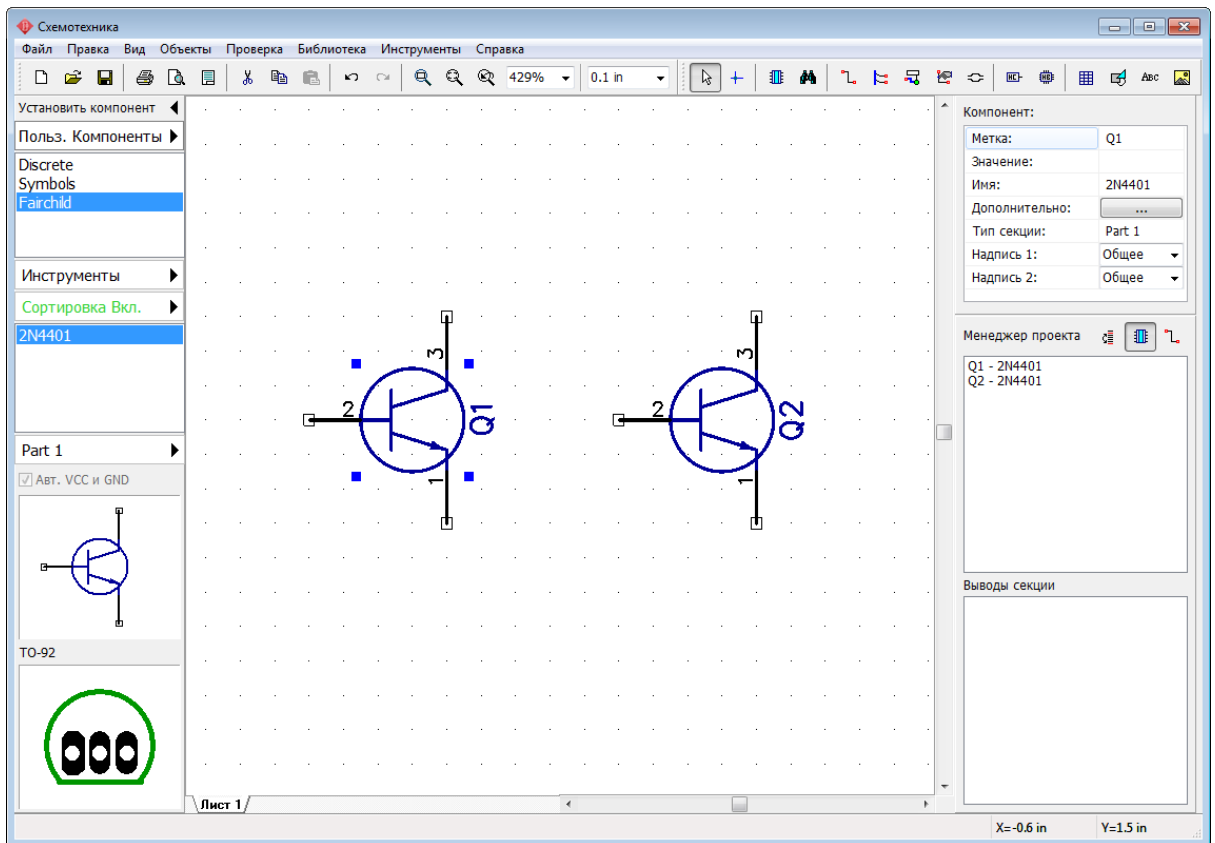 Схемотехника
Файл Правка Вид Объекты Проверка Библиотека Инструменты Справка
429% 0.1 in ABC
Установить компонент
Польз. Компоненты
Discrete
Symbols
Fairchild
Инструменты
Сортировка Вкл.
2N4401
Part 1
Авт. VCC и GND
TO-92
3
2
Q1
1
3
2
Q2
1
Лист 1
Компонент:
Метка: Q1
Значение:
Имя: 2N4401
Дополнительно: ...
Тип секции: Part 1
Надпись 1: Общее
Надпись 2: Общее
Менеджер проекта
Q1 - 2N4401
Q2 - 2N4401
Выводы секции
X=-0.6 in Y=1.5 in